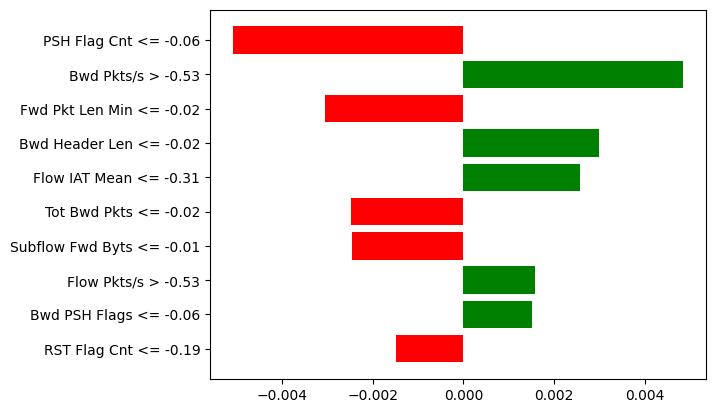 PSH Flag Cnt <= -0.06
Bwd Pkts/s > -0.53
Fwd Pkt Len Min <= -0.02
Bwd Header Len <= -0.02
Flow IAT Mean <= -0.31
Tot Bwd Pkts <= -0.02
Subflow Fwd Byts <= -0.01
Flow Pkts/s > -0.53
Bwd PSH Flags <= -0.06
RST Flag Cnt <= -0.19
−0.004 −0.002 0.000 0.002 0.004